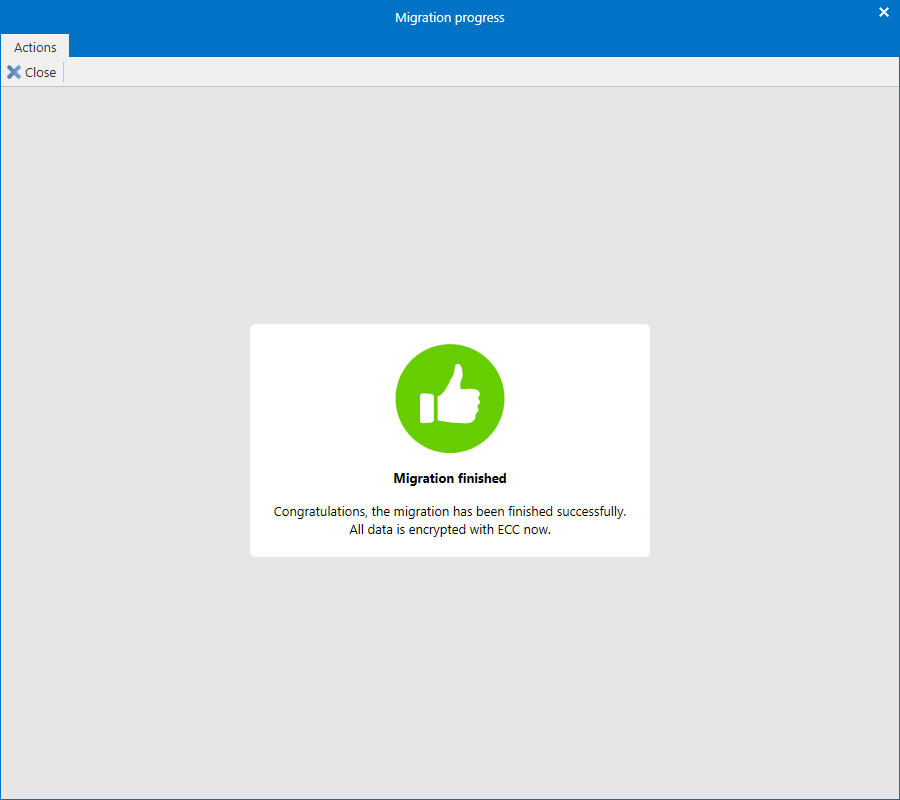 Migration progress
Actions
Close
Migration finished
Congratulations, the migration has been finished successfully.
All data is encrypted with ECC now.